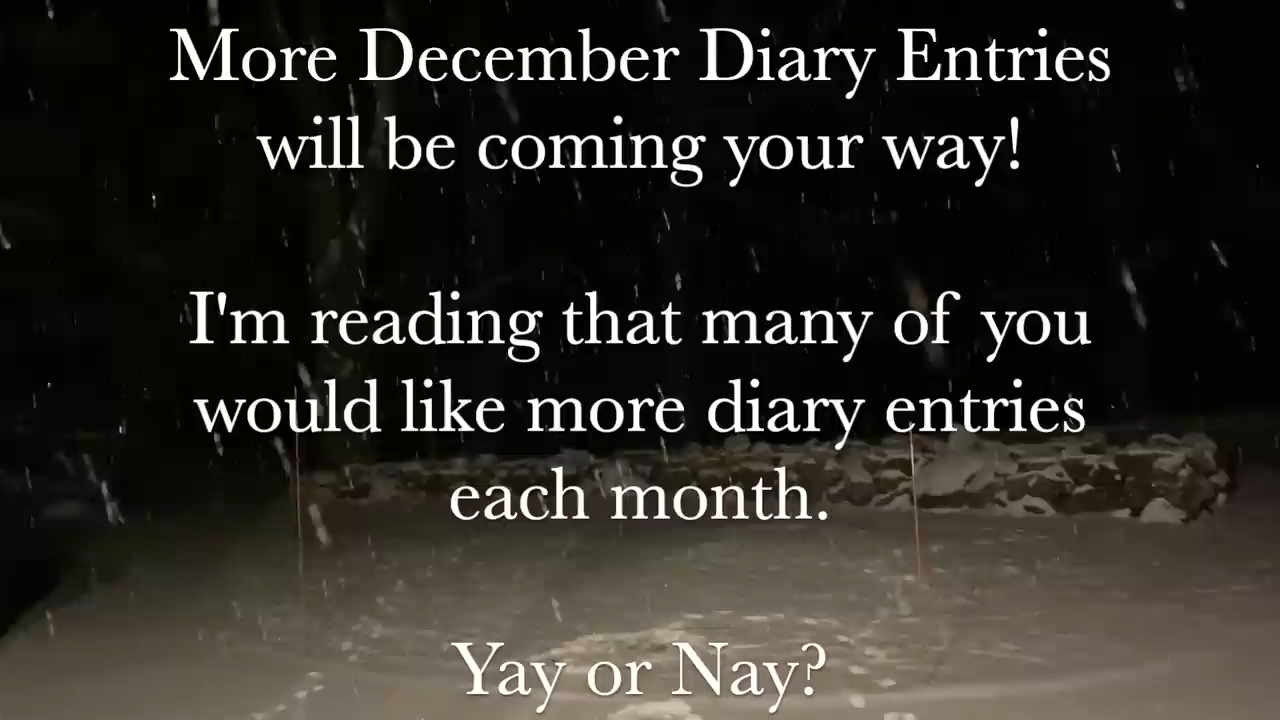 More December Diary Entries
will be coming your way!
I'm reading that many of you
would like more diary entries
each month.
Yay or Nay?